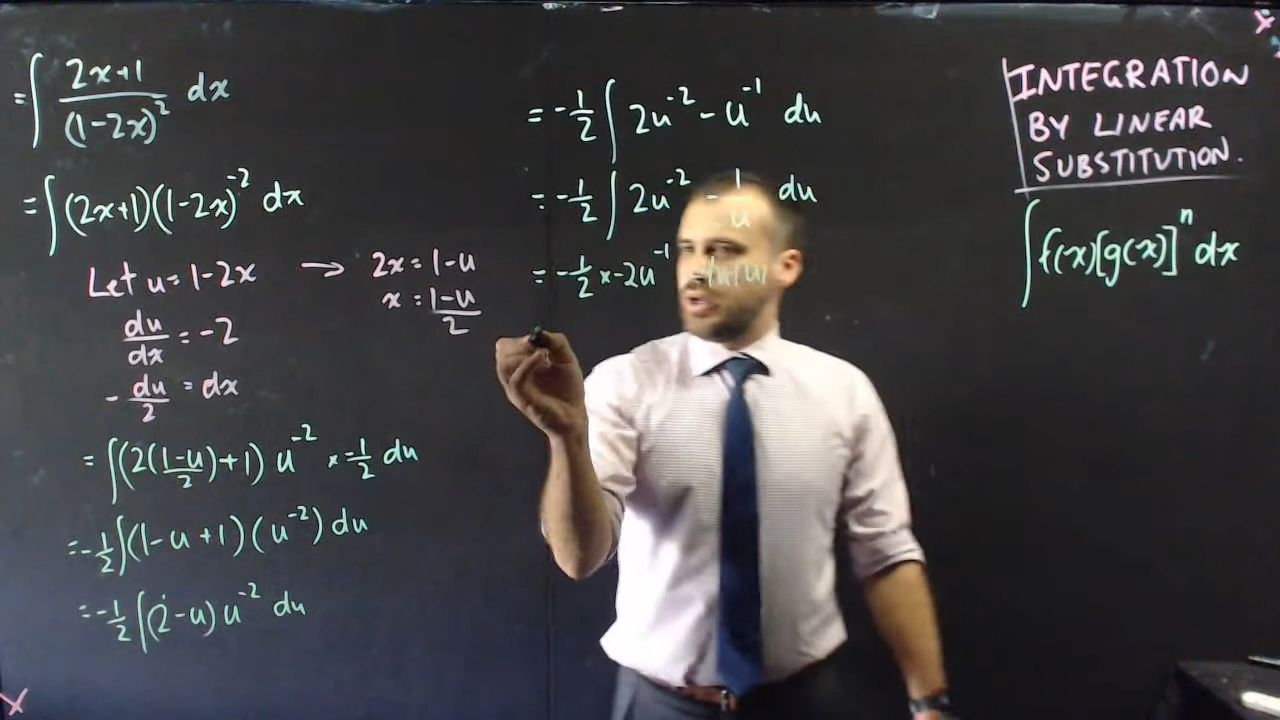 =∫ (2x+1)/(1-2x)² dx
=∫(2x+1)(1-2x)⁻² dx
Let u=1-2x → 2x=1-u
x=(1-u)/2
du/dx=-2
-du/2=dx
=∫(2((1-u)/2)+1) u⁻² × -1/2 du
=-1/2∫(1-u+1)(u⁻²) du
=-1/2∫(2-u)u⁻² du
=-1/2∫ 2u⁻² - u⁻¹ du
=-1/2∫ 2u⁻² - 1/u du
=-1/2 × -2u⁻¹ - ln|u|
INTEGRATION
BY LINEAR
SUBSTITUTION.
∫f(x)[g(x)]ⁿ dx